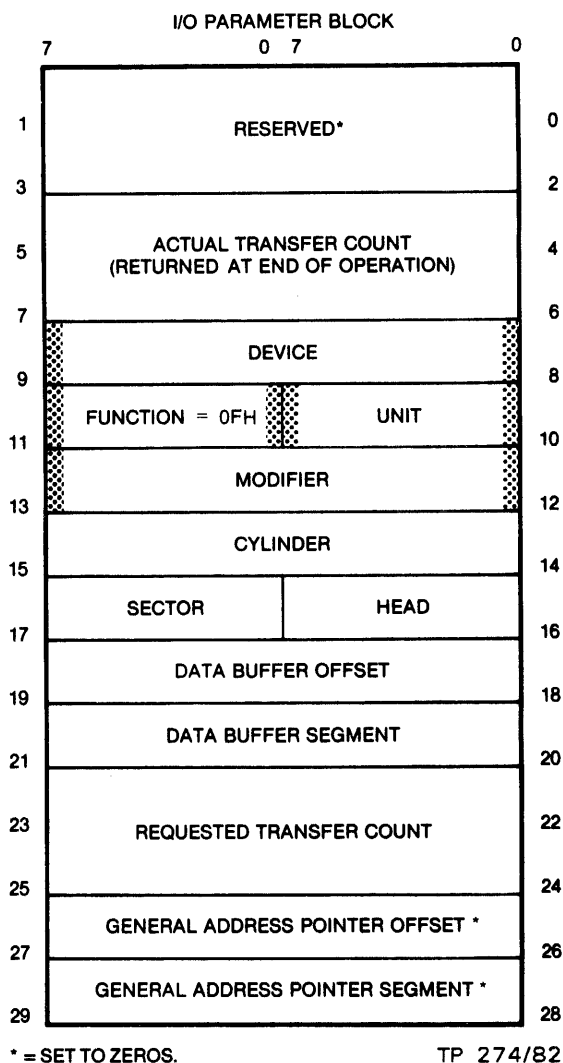 I/O PARAMETER BLOCK
7 0 7 0
1 RESERVED* 0
3 2
5 ACTUAL TRANSFER COUNT 4
(RETURNED AT END OF OPERATION)
7 6
DEVICE
9 8
FUNCTION = 0FH UNIT
11 10
MODIFIER
13 12
CYLINDER
15 14
SECTOR HEAD
17 16
DATA BUFFER OFFSET
19 18
DATA BUFFER SEGMENT
21 20
23 REQUESTED TRANSFER COUNT 22
25 24
GENERAL ADDRESS POINTER OFFSET *
27 26
GENERAL ADDRESS POINTER SEGMENT *
29 28
* = SET TO ZEROS. TP 274/82